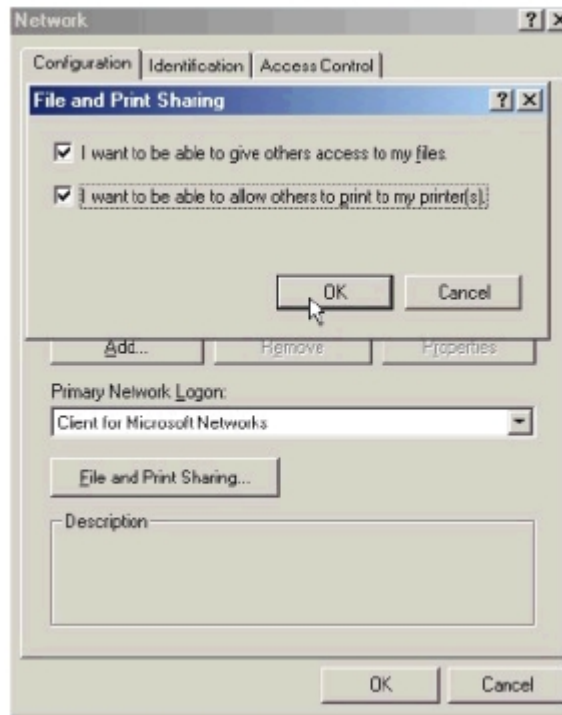 Network
Configuration Identification Access Control
File and Print Sharing
I want to be able to give others access to my files.
I want to be able to allow others to print to my printer(s).
OK Cancel
Add... Remove Properties
Primary Network Logon:
Client for Microsoft Networks
File and Print Sharing...
Description
OK Cancel